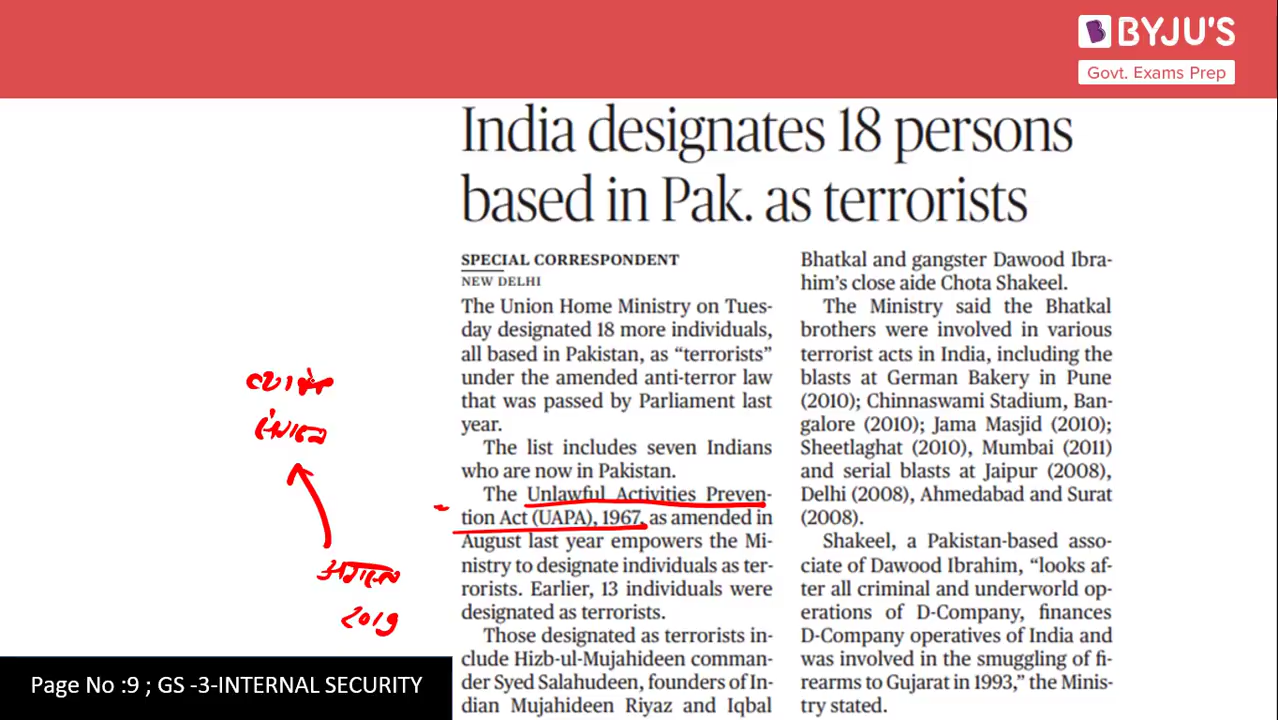 BYJU'S
Govt. Exams Prep
India designates 18 persons
based in Pak. as terrorists
SPECIAL CORRESPONDENT
NEW DELHI
The Union Home Ministry on Tues-
day designated 18 more individuals,
all based in Pakistan, as “terrorists”
under the amended anti-terror law
that was passed by Parliament last
year.
The list includes seven Indians
who are now in Pakistan.
The Unlawful Activities Preven-
tion Act (UAPA), 1967, as amended in
August last year empowers the Mi-
nistry to designate individuals as ter-
rorists. Earlier, 13 individuals were
designated as terrorists.
Those designated as terrorists in-
clude Hizb-ul-Mujahideen comman-
der Syed Salahudeen, founders of In-
dian Mujahideen Riyaz and Iqbal
Bhatkal and gangster Dawood Ibra-
him’s close aide Chota Shakeel.
The Ministry said the Bhatkal
brothers were involved in various
terrorist acts in India, including the
blasts at German Bakery in Pune
(2010); Chinnaswami Stadium, Ban-
galore (2010); Jama Masjid (2010);
Sheetlaghat (2010), Mumbai (2011)
and serial blasts at Jaipur (2008),
Delhi (2008), Ahmedabad and Surat
(2008).
Shakeel, a Pakistan-based asso-
ciate of Dawood Ibrahim, “looks af-
ter all criminal and underworld op-
erations of D-Company, finances
D-Company operatives of India and
was involved in the smuggling of fi-
rearms to Gujarat in 1993,” the Minis-
try stated.
2019
Page No :9 ; GS -3-INTERNAL SECURITY